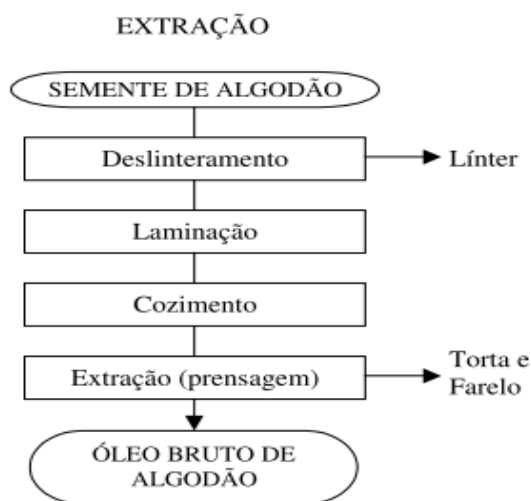 EXTRAÇÃO
SEMENTE DE ALGODÃO
Deslinteramento
Línter
Laminação
Cozimento
Extração (prensagem)
Torta e
Farelo
ÓLEO BRUTO DE
ALGODÃO